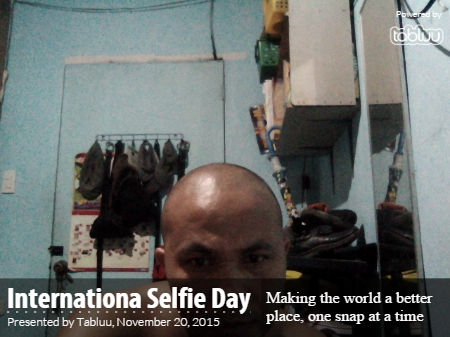 Powered by
tabluu
Internationa Selfie Day
Presented by Tabluu, November 20, 2015
Making the world a better
place, one snap at a time